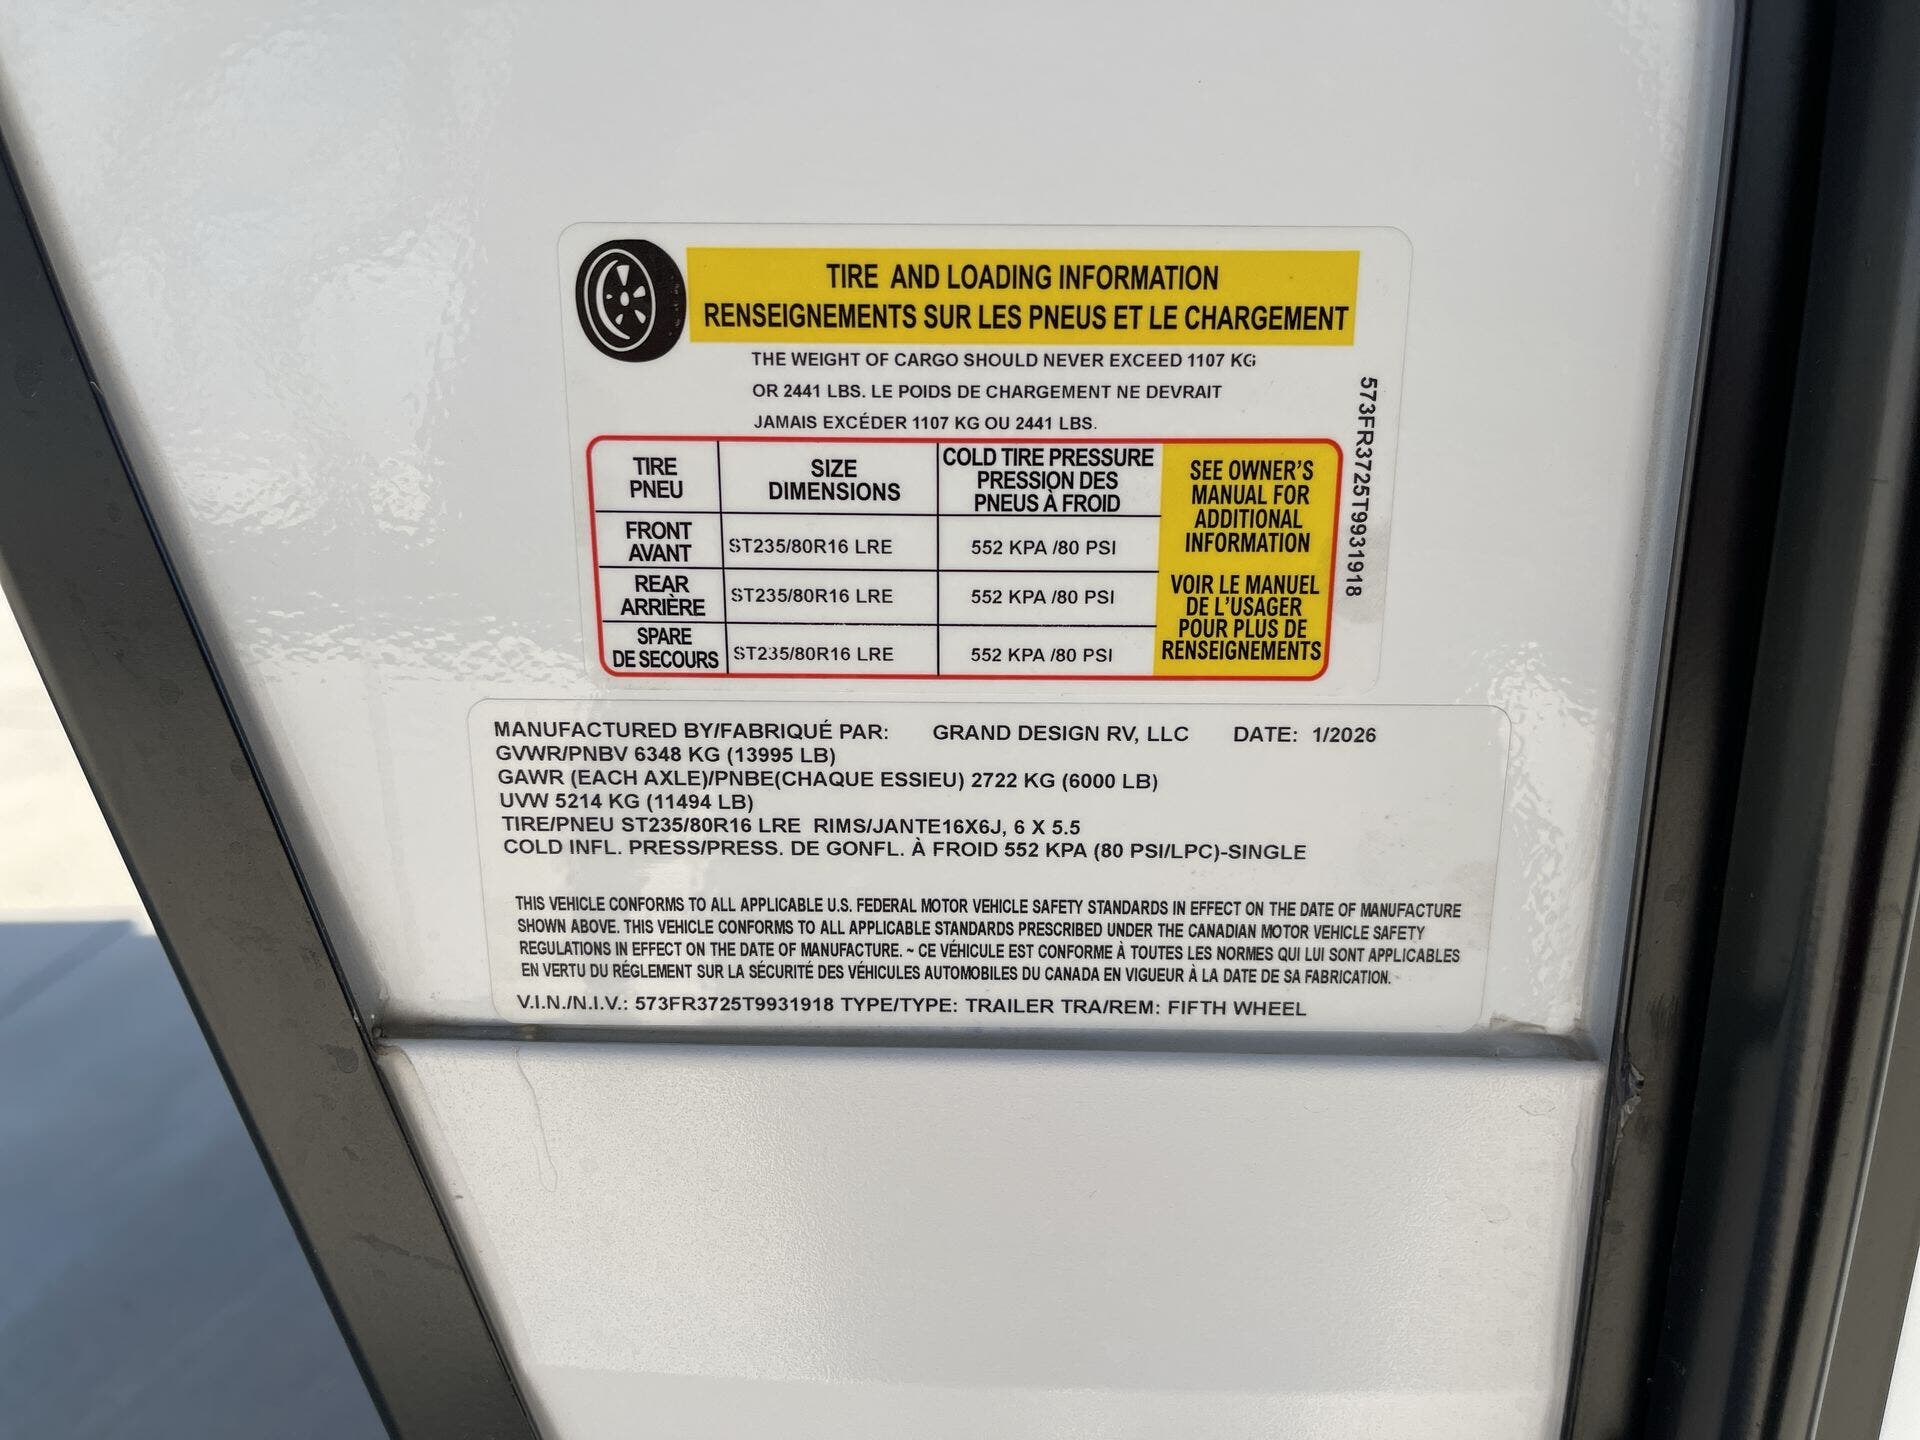 TIRE AND LOADING INFORMATION
RENSEIGNEMENTS SUR LES PNEUS ET LE CHARGEMENT
THE WEIGHT OF CARGO SHOULD NEVER EXCEED 1107 KG
OR 2441 LBS. LE POIDS DE CHARGEMENT NE DEVRAIT
JAMAIS EXCÉDER 1107 KG OU 2441 LBS.
TIRE
PNEU
SIZE
DIMENSIONS
COLD TIRE PRESSURE
PRESSION DES
PNEUS À FROID
FRONT
AVANT
ST235/80R16 LRE
552 KPA /80 PSI
REAR
ARRIÈRE
ST235/80R16 LRE
552 KPA /80 PSI
SPARE
DE SECOURS
ST235/80R16 LRE
552 KPA /80 PSI
SEE OWNER'S
MANUAL FOR
ADDITIONAL
INFORMATION
VOIR LE MANUEL
DE L'USAGER
POUR PLUS DE
RENSEIGNEMENTS
573FR3725T9931918
MANUFACTURED BY/FABRIQUÉ PAR: GRAND DESIGN RV, LLC DATE: 1/2026
GVWR/PNBV 6348 KG (13995 LB)
GAWR (EACH AXLE)/PNBE(CHAQUE ESSIEU) 2722 KG (6000 LB)
UVW 5214 KG (11494 LB)
TIRE/PNEU ST235/80R16 LRE RIMS/JANTE16X6J, 6 X 5.5
COLD INFL. PRESS/PRESS. DE GONFL. À FROID 552 KPA (80 PSI/LPC)-SINGLE
THIS VEHICLE CONFORMS TO ALL APPLICABLE U.S. FEDERAL MOTOR VEHICLE SAFETY STANDARDS IN EFFECT ON THE DATE OF MANUFACTURE
SHOWN ABOVE. THIS VEHICLE CONFORMS TO ALL APPLICABLE STANDARDS PRESCRIBED UNDER THE CANADIAN MOTOR VEHICLE SAFETY
REGULATIONS IN EFFECT ON THE DATE OF MANUFACTURE. ~ CE VÉHICULE EST CONFORME À TOUTES LES NORMES QUI LUI SONT APPLICABLES
EN VERTU DU RÉGLEMENT SUR LA SÉCURITÉ DES VÉHICULES AUTOMOBILES DU CANADA EN VIGUEUR À LA DATE DE SA FABRICATION.
V.I.N./N.I.V.: 573FR3725T9931918 TYPE/TYPE: TRAILER TRA/REM: FIFTH WHEEL